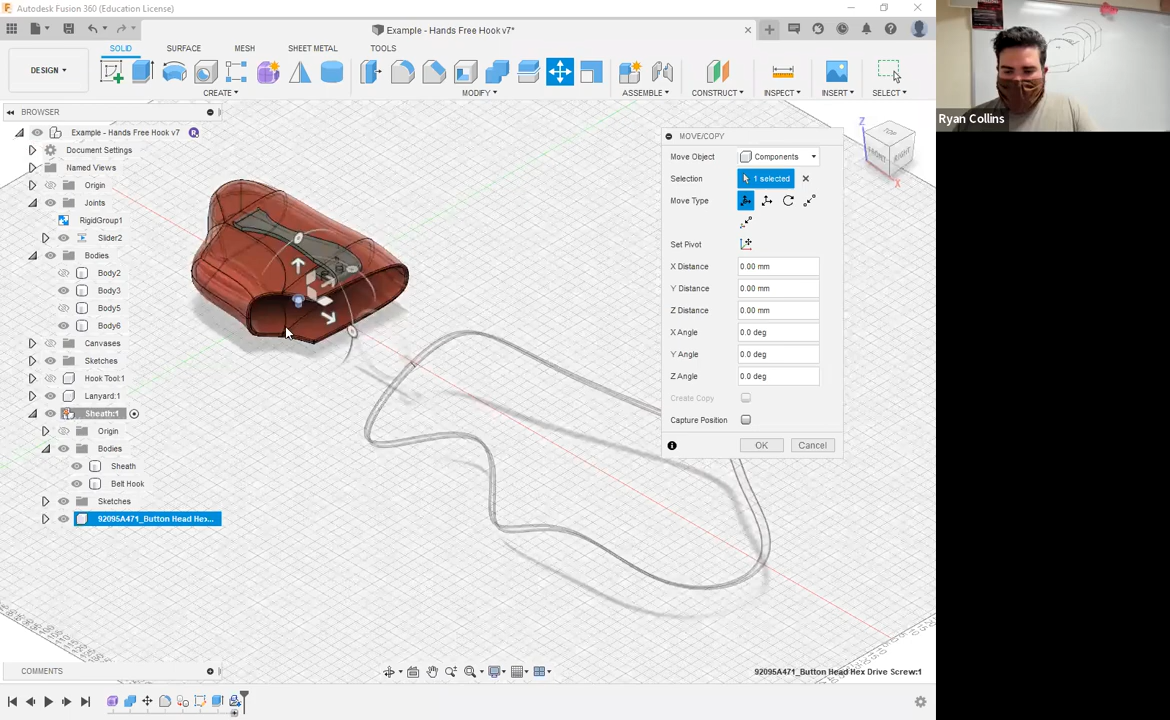 Autodesk Fusion 360 (Education License)
Example - Hands Free Hook v7*
DESIGN
SOLID
SURFACE
MESH
SHEET METAL
TOOLS
CREATE
MODIFY
ASSEMBLE
CONSTRUCT
INSPECT
INSERT
SELECT
BROWSER
Example - Hands Free Hook v7
R
Document Settings
Named Views
Origin
Joints
RigidGroup1
Slider2
Bodies
Body2
Body3
Body5
Body6
Canvases
Sketches
Hook Tool:1
Lanyard:1
Sheath:1
Origin
Bodies
Sheath
Belt Hook
Sketches
92095A471_Button Head Hex...
MOVE/COPY
Move Object
Components
Selection
1 selected
Move Type
Set Pivot
X Distance
0.00 mm
Y Distance
0.00 mm
Z Distance
0.00 mm
X Angle
0.0 deg
Y Angle
0.0 deg
Z Angle
0.0 deg
Create Copy
Capture Position
OK
Cancel
Z
TOP
FRONT
RIGHT
X
Ryan Collins
COMMENTS
92095A471_Button Head Hex Drive Screw:1